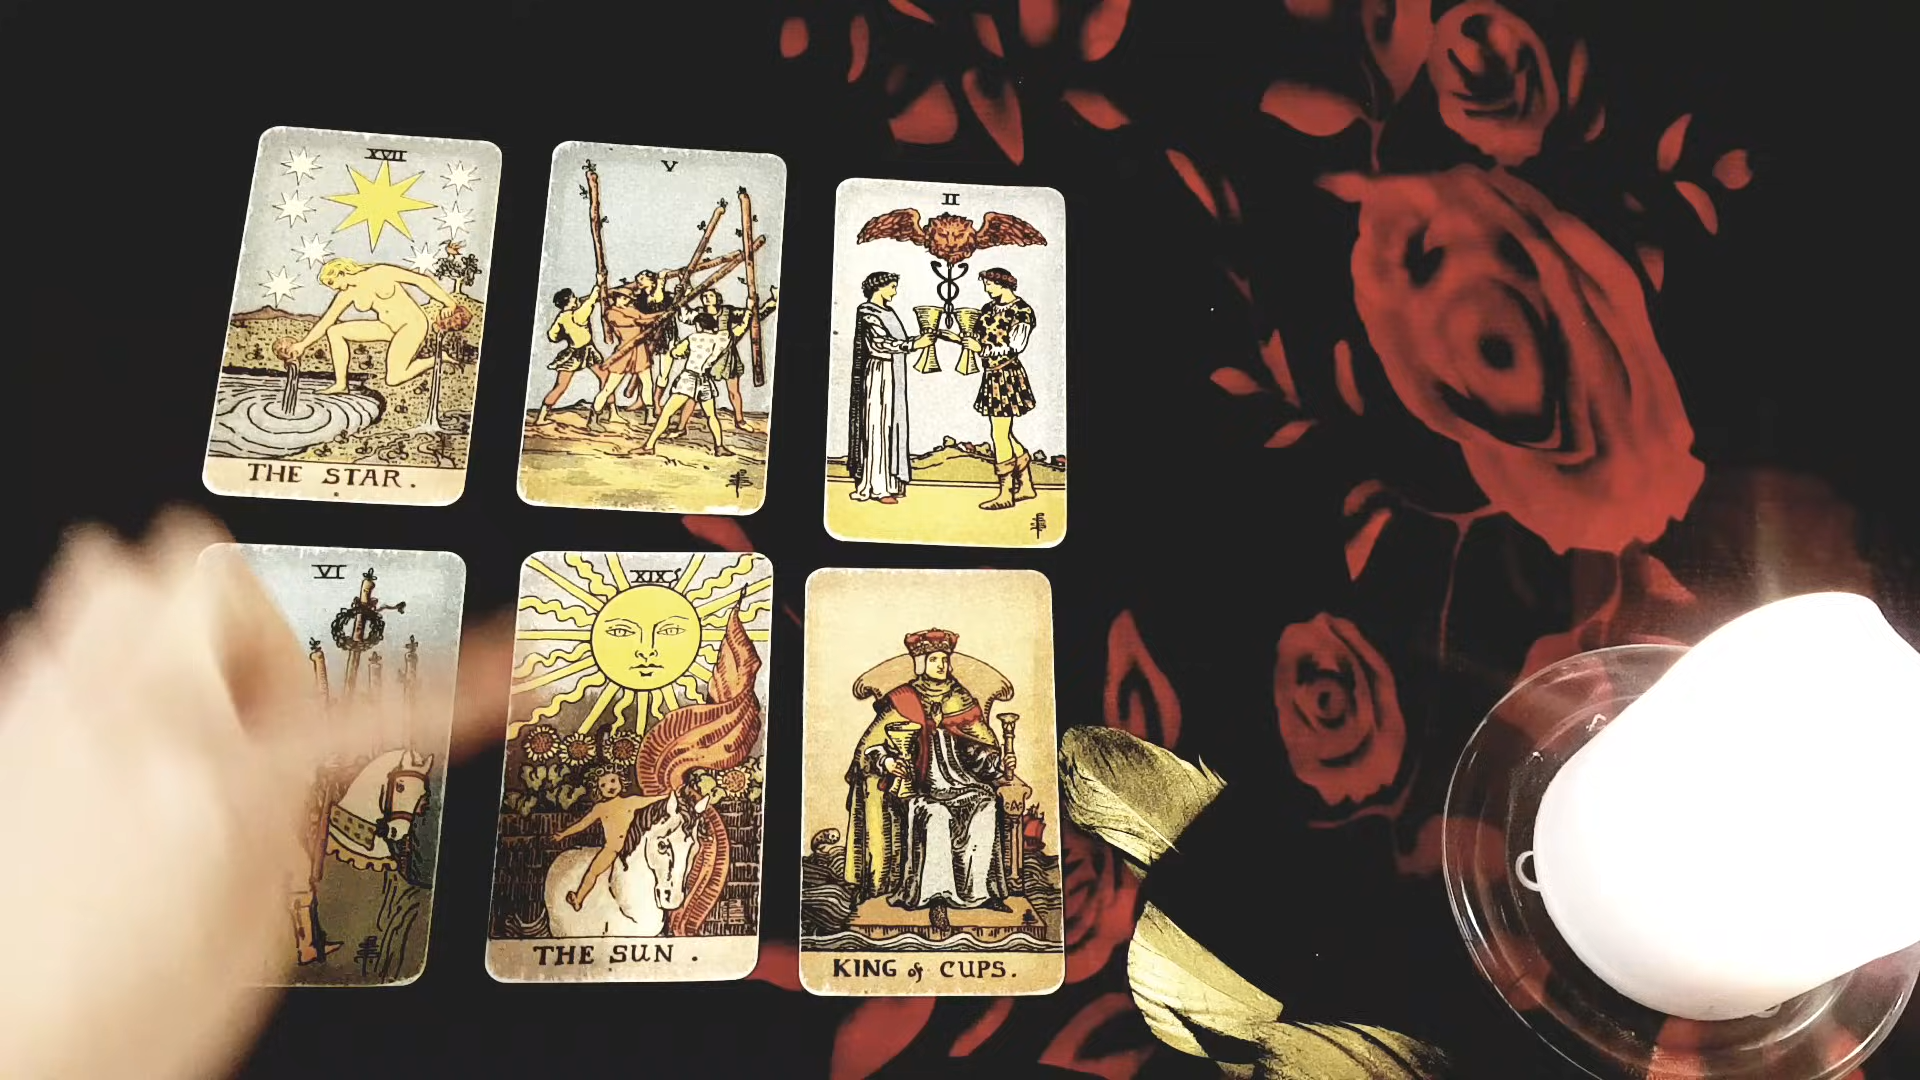 XVII
THE STAR.
V
II
VI
XIX
THE SUN.
KING of CUPS.